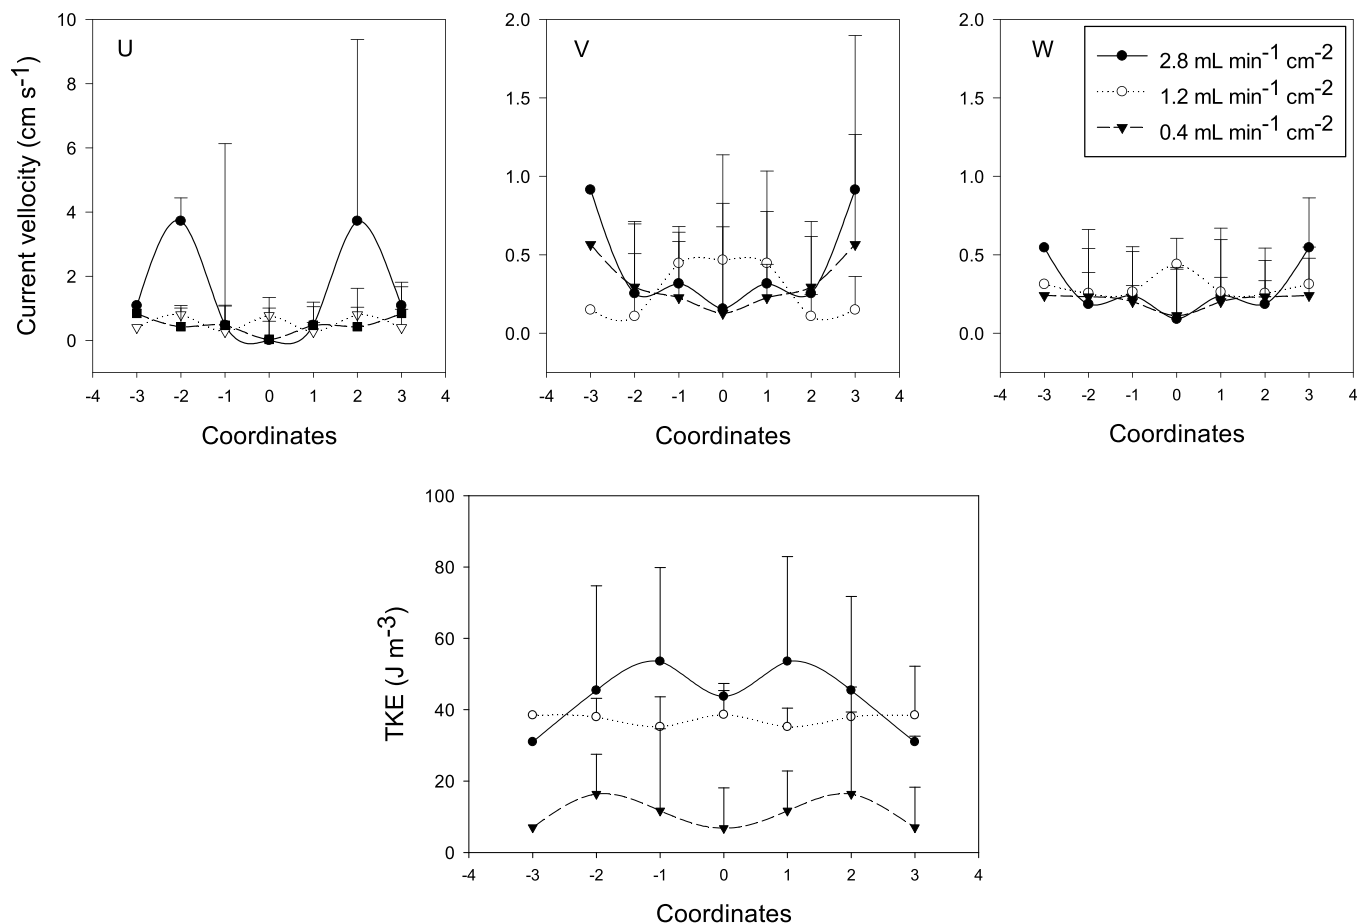 U
V
W
10
8
6
4
2
0
2.0
1.5
1.0
0.5
0.0
2.0
1.5
1.0
0.5
0.0
2.8 mL min-1 cm-2
1.2 mL min-1 cm-2
0.4 mL min-1 cm-2
Current vellocity (cm s-1)
-4 -3 -2 -1 0 1 2 3 4
-4 -3 -2 -1 0 1 2 3 4
-4 -3 -2 -1 0 1 2 3 4
Coordinates
Coordinates
Coordinates
100
80
60
40
20
0
TKE (J m-3)
-4 -3 -2 -1 0 1 2 3 4
Coordinates